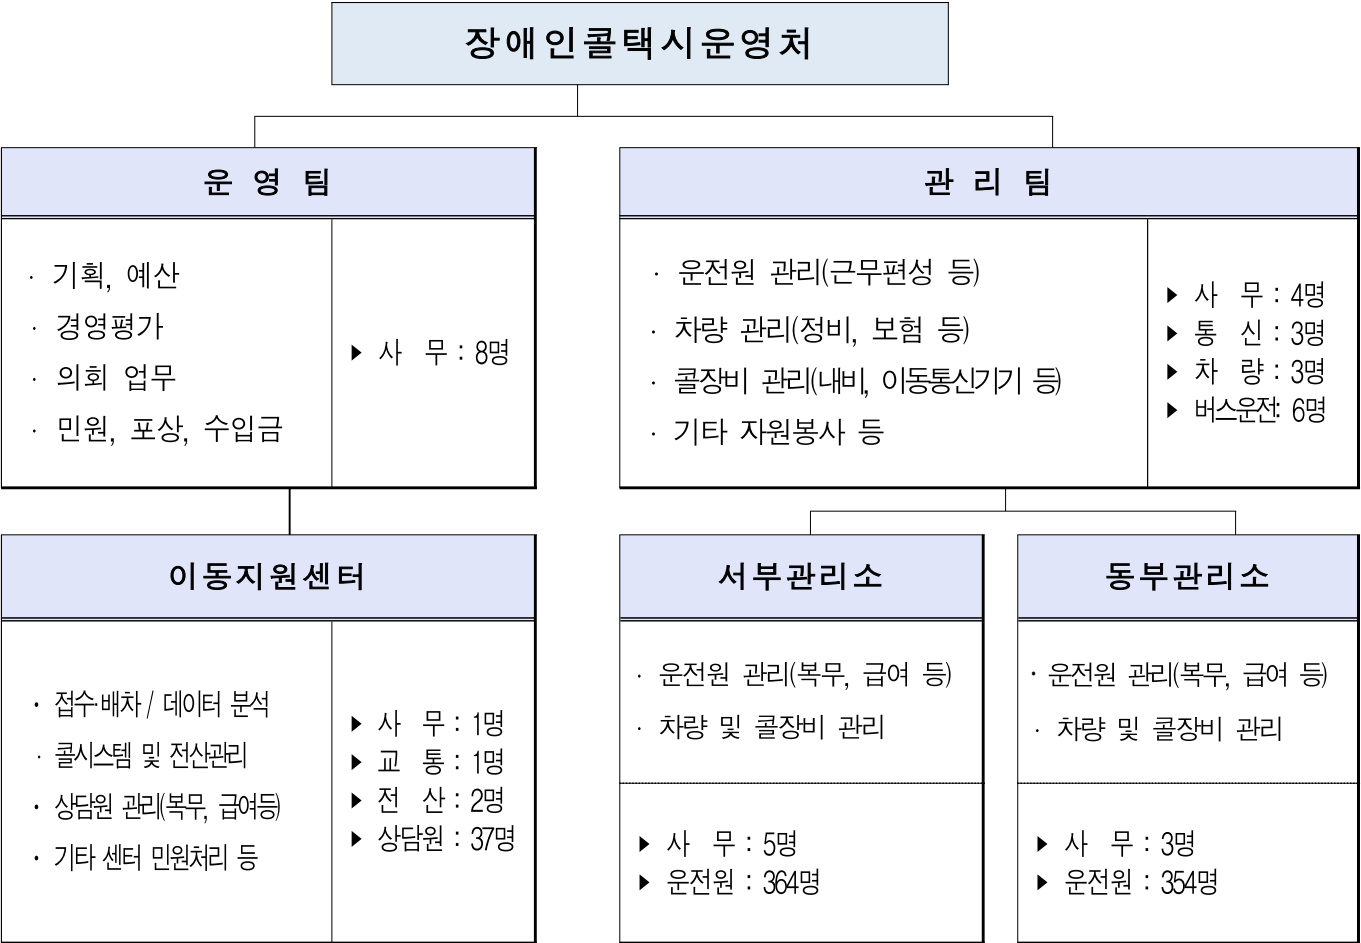 장애인콜택시운영처
운 영 팀
· 기획, 예산
· 경영평가
· 의회 업무
· 민원, 포상, 수입금
▶ 사 무 : 8명
관 리 팀
· 운전원 관리(근무편성 등)
· 차량 관리(정비, 보험 등)
· 콜장비 관리(내비, 이동통신기기 등)
· 기타 자원봉사 등
▶ 사 무 : 4명
▶ 통 신 : 3명
▶ 차 량 : 3명
▶ 버스운전: 6명
이동지원센터
· 접수·배차 / 데이터 분석
· 콜시스템 및 전산관리
· 상담원 관리(복무, 급여등)
· 기타 센터 민원처리 등
▶ 사 무 : 1명
▶ 교 통 : 1명
▶ 전 산 : 2명
▶ 상담원 : 37명
서부관리소
· 운전원 관리(복무, 급여 등)
· 차량 및 콜장비 관리
▶ 사 무 : 5명
▶ 운전원 : 364명
동부관리소
· 운전원 관리(복무, 급여 등)
· 차량 및 콜장비 관리
▶ 사 무 : 3명
▶ 운전원 : 354명